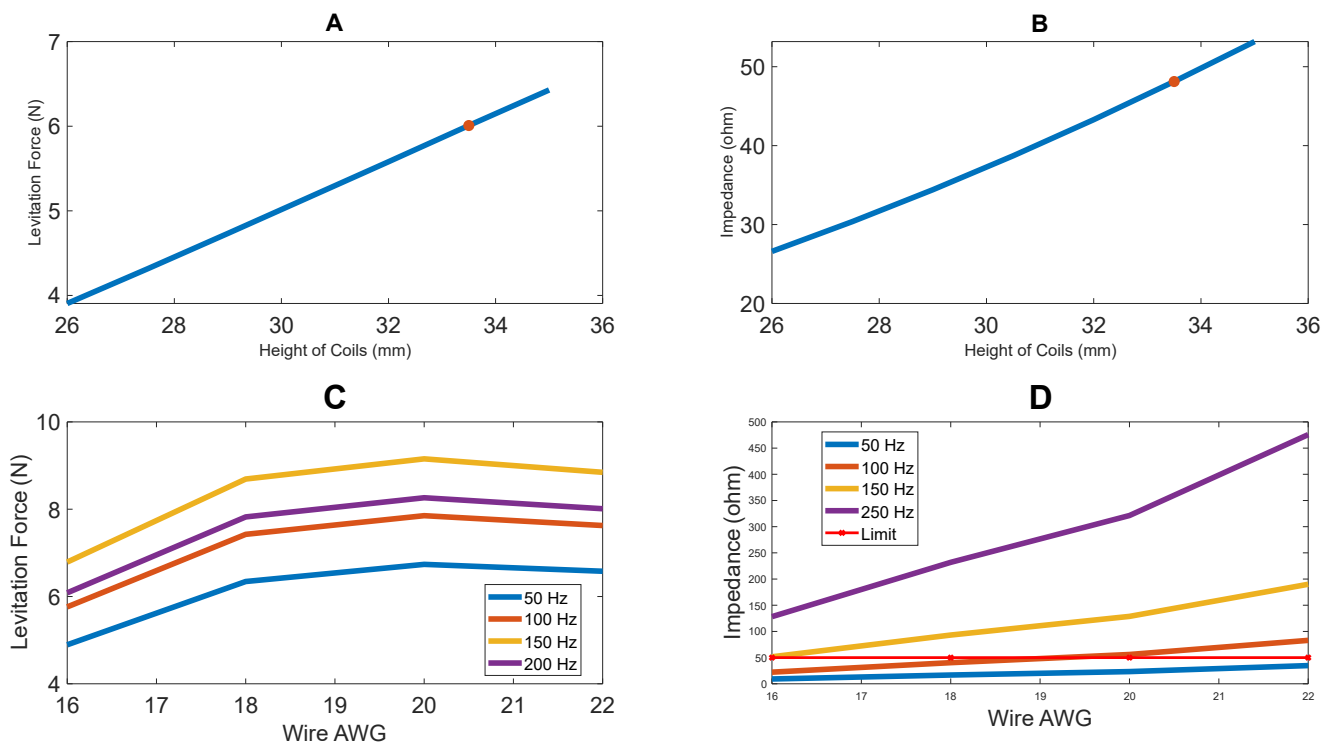 A
7
6
5
4
Levitation Force (N)
26 28 30 32 34 36
Height of Coils (mm)
B
50
40
30
20
Impedance (ohm)
26 28 30 32 34 36
Height of Coils (mm)
C
10
8
6
4
Levitation Force (N)
50 Hz
100 Hz
150 Hz
200 Hz
16 17 18 19 20 21 22
Wire AWG
D
500
450
400
350
300
250
200
150
100
50
0
Impedance (ohm)
50 Hz
100 Hz
150 Hz
250 Hz
Limit
16 17 18 19 20 21 22
Wire AWG